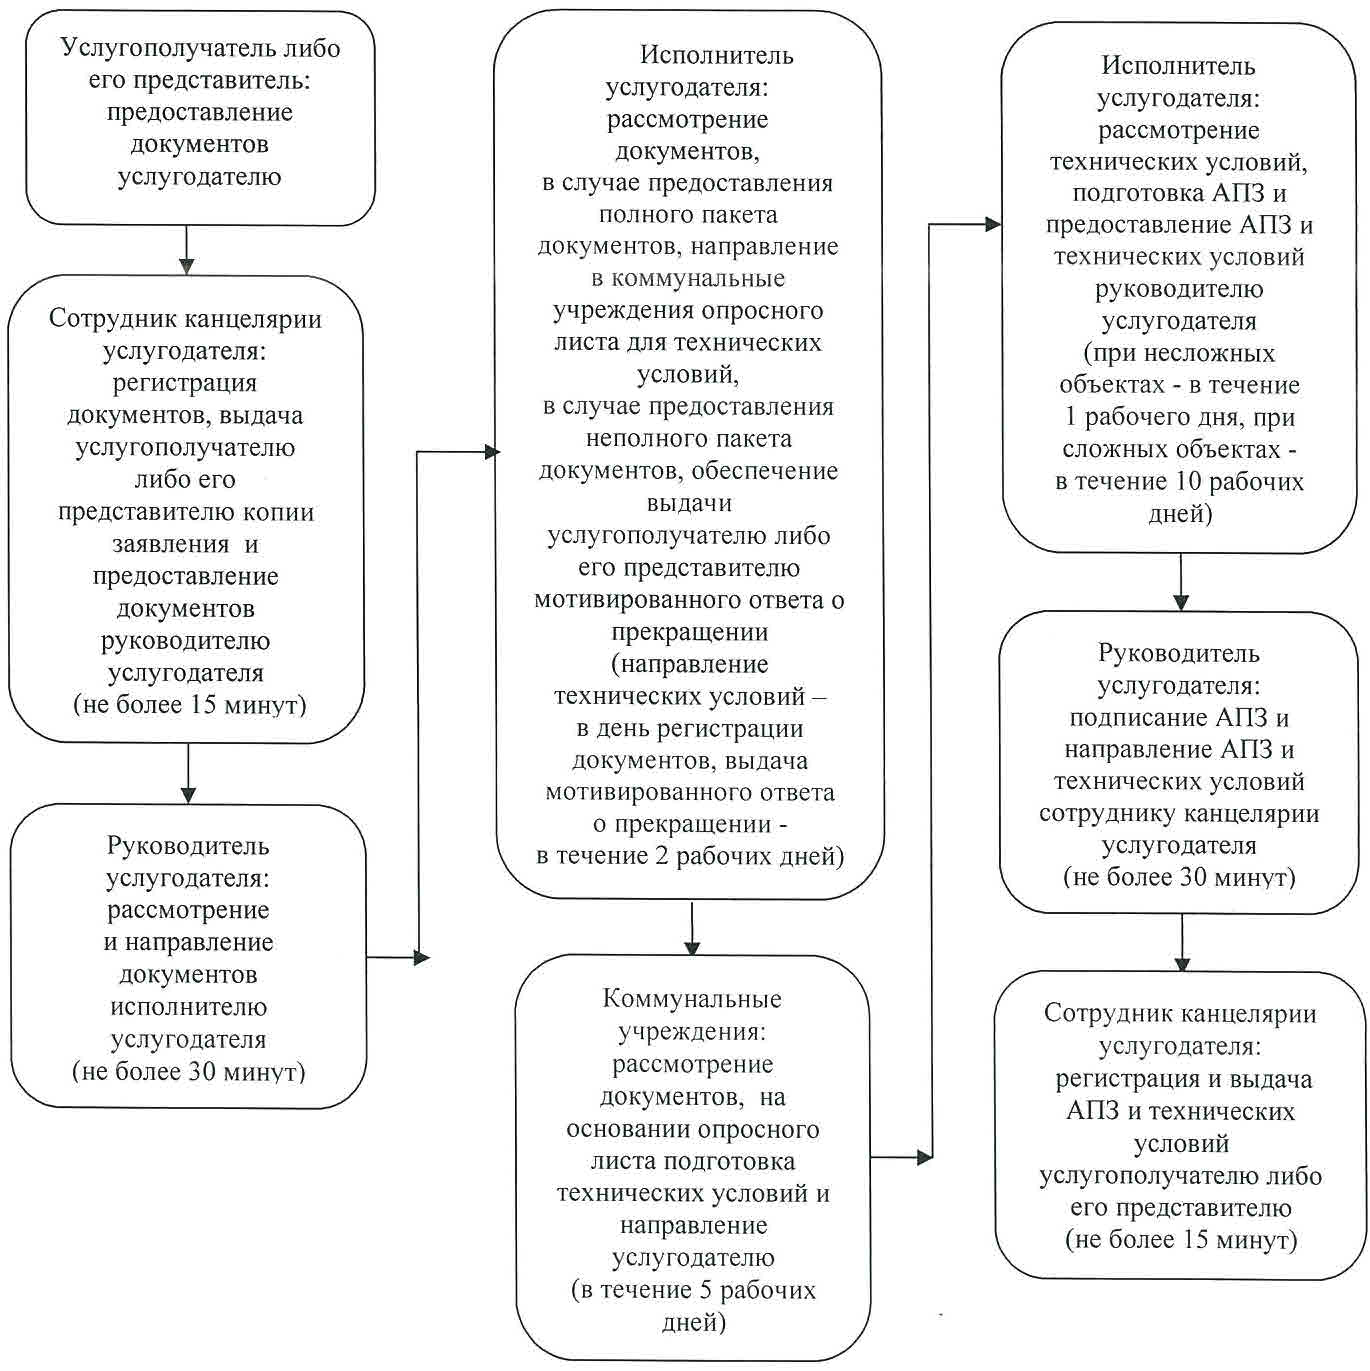 Услугополучатель либо
его представитель:
предоставление
документов
услугодателю
Сотрудник канцелярии
услугодателя:
регистрация
документов, выдача
услугополучателю
либо его
представителю копии
заявления и
предоставление
документов
руководителю
услугодателя
(не более 15 минут)
Руководитель
услугодателя:
рассмотрение
и направление
документов
исполнителю
услугодателя
(не более 30 минут)
Исполнитель
услугодателя:
рассмотрение
документов,
в случае предоставления
полного пакета
документов, направление
в коммунальные
учреждения опросного
листа для технических
условий,
в случае предоставления
неполного пакета
документов, обеспечение
выдачи
услугополучателю либо
его представителю
мотивированного ответа о
прекращении
(направление
технических условий –
в день регистрации
документов, выдача
мотивированного ответа
о прекращении -
в течение 2 рабочих дней)
Коммунальные
учреждения:
рассмотрение
документов, на
основании опросного
листа подготовка
технических условий и
направление
услугодателю
(в течение 5 рабочих
дней)
Исполнитель
услугодателя:
рассмотрение
технических условий,
подготовка АПЗ и
предоставление АПЗ и
технических условий
руководителю
услугодателя
(при несложных
объектах - в течение
1 рабочего дня, при
сложных объектах -
в течение 10 рабочих
дней)
Руководитель
услугодателя:
подписание АПЗ и
направление АПЗ и
технических условий
сотруднику канцелярии
услугодателя
(не более 30 минут)
Сотрудник канцелярии
услугодателя:
регистрация и выдача
АПЗ и технических
условий
услугополучателю либо
его представителю
(не более 15 минут)